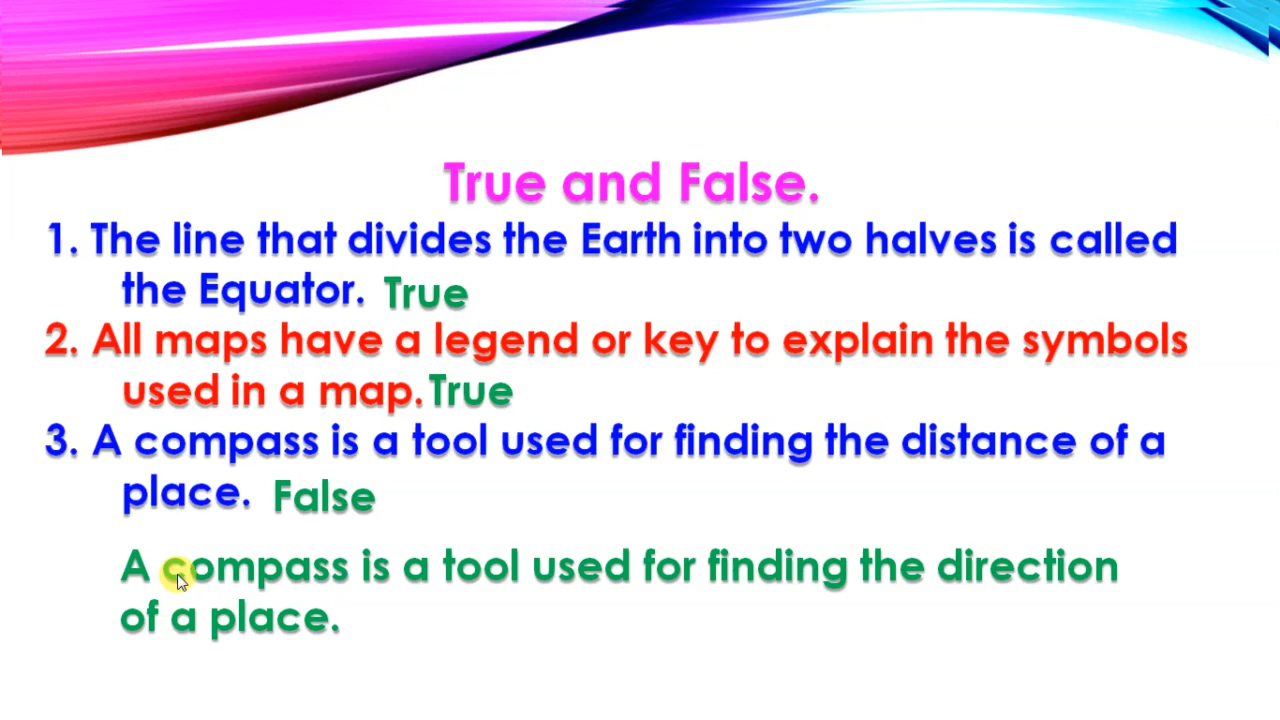 True and False.
1. The line that divides the Earth into two halves is called
the Equator. True
2. All maps have a legend or key to explain the symbols
used in a map. True
3. A compass is a tool used for finding the distance of a
place. False
A compass is a tool used for finding the direction
of a place.